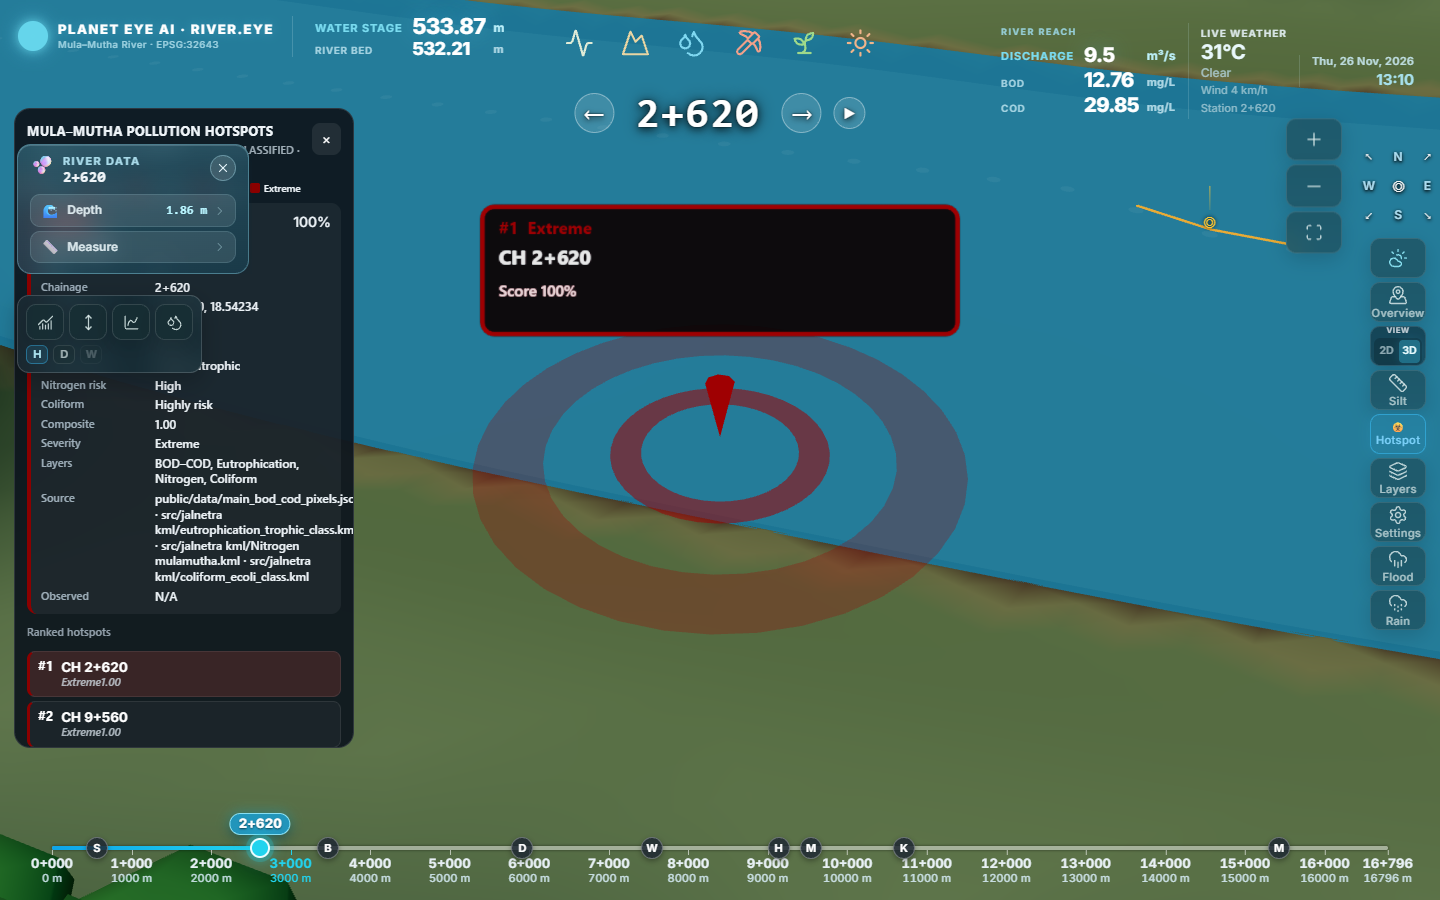 PLANET EYE AI · RIVER.EYE
Mula–Mutha River · EPSG:32643
WATER STAGE 533.87 m
RIVER BED 532.21 m
RIVER REACH
DISCHARGE 9.5 m³/s
BOD 12.76 mg/L
COD 29.85 mg/L
LIVE WEATHER
31°C
Clear
Wind 4 km/h
Station 2+620
Thu, 26 Nov, 2026
13:10
← 2+620 →
MULA–MUTHA POLLUTION HOTSPOTS
×
LASSIFIED ·
Extreme
100%
RIVER DATA
2+620
Depth 1.86 m
Measure
Chainage 2+620
, 18.54234
trophic
H D W
Nitrogen risk High
Coliform Highly risk
Composite 1.00
Severity Extreme
Layers BOD–COD, Eutrophication,
Nitrogen, Coliform
Source public/data/main_bod_cod_pixels.jsc
· src/jalnetra
kml/eutrophication_trophic_class.km
· src/jalnetra kml/Nitrogen
mulamutha.kml · src/jalnetra
kml/coliform_ecoli_class.kml
Observed N/A
Ranked hotspots
#1 CH 2+620
Extreme1.00
#2 CH 9+560
Extreme1.00
#1 Extreme
CH 2+620
Score 100%
+
−
N
W E
S
Overview
VIEW
2D 3D
Silt
Hotspot
Layers
Settings
Flood
Rain
2+620
S B D W H M K M
0+000 1+000 2+000 3+000 4+000 5+000 6+000 7+000 8+000 9+000 10+000 11+000 12+000 13+000 14+000 15+000 16+000 16+796
0 m 1000 m 2000 m 3000 m 4000 m 5000 m 6000 m 7000 m 8000 m 9000 m 10000 m 11000 m 12000 m 13000 m 14000 m 15000 m 16000 m 16796 m